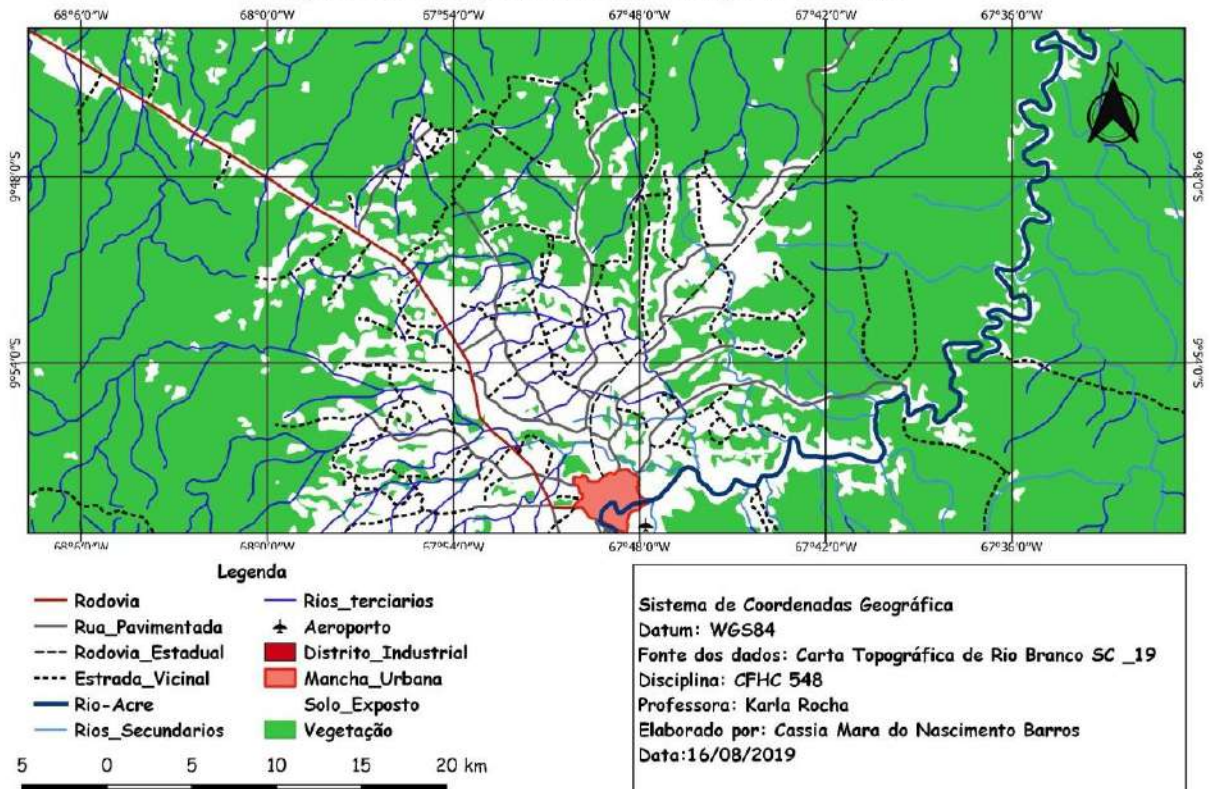 68°6'0"W 68°0'0"W 67°54'0"W 67°48'0"W 67°42'0"W 67°36'0"W
N
9°48'0"S 9°48'0"S
9°54'0"S 9°54'0"S
68°6'0"W 68°0'0"W 67°54'0"W 67°48'0"W 67°42'0"W 67°36'0"W
Legenda
Rodovia
Rua_Pavimentada
Rodovia_Estadual
Estrada_Vicinal
Rio-Acre
Rios_Secundarios
Rios_terciarios
Aeroporto
Distrito_Industrial
Mancha_Urbana
Solo_Exposto
Vegetação
5 0 5 10 15 20 km
Sistema de Coordenadas Geográfica
Datum: WGS84
Fonte dos dados: Carta Topográfica de Rio Branco SC _19
Disciplina: CFHC 548
Professora: Karla Rocha
Elaborado por: Cassia Mara do Nascimento Barros
Data:16/08/2019